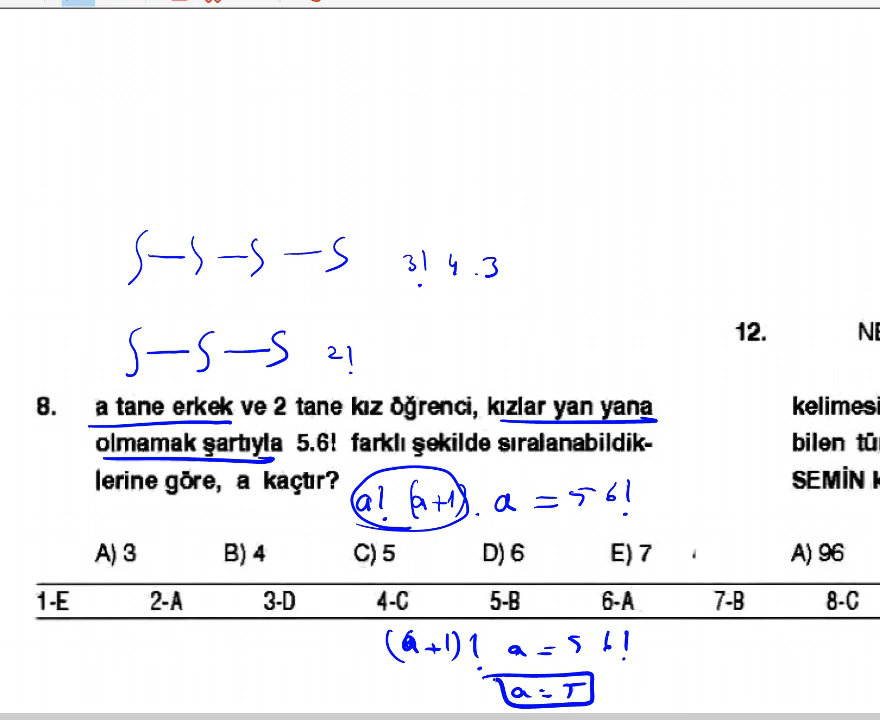 3! 4 . 3
2!
12. NE
8. a tane erkek ve 2 tane kız öğrenci, kızlar yan yana
olmamak şartıyla 5.6! farklı şekilde sıralanabildik-
lerine göre, a kaçtır?
kelimesi
bilen tü
SEMİN k
a! (a+1). a = 5 6!
A) 3 B) 4 C) 5 D) 6 E) 7
A) 96
1-E 2-A 3-D 4-C 5-B 6-A 7-B 8-C
(a+1)! a = 5 6!
a = 5